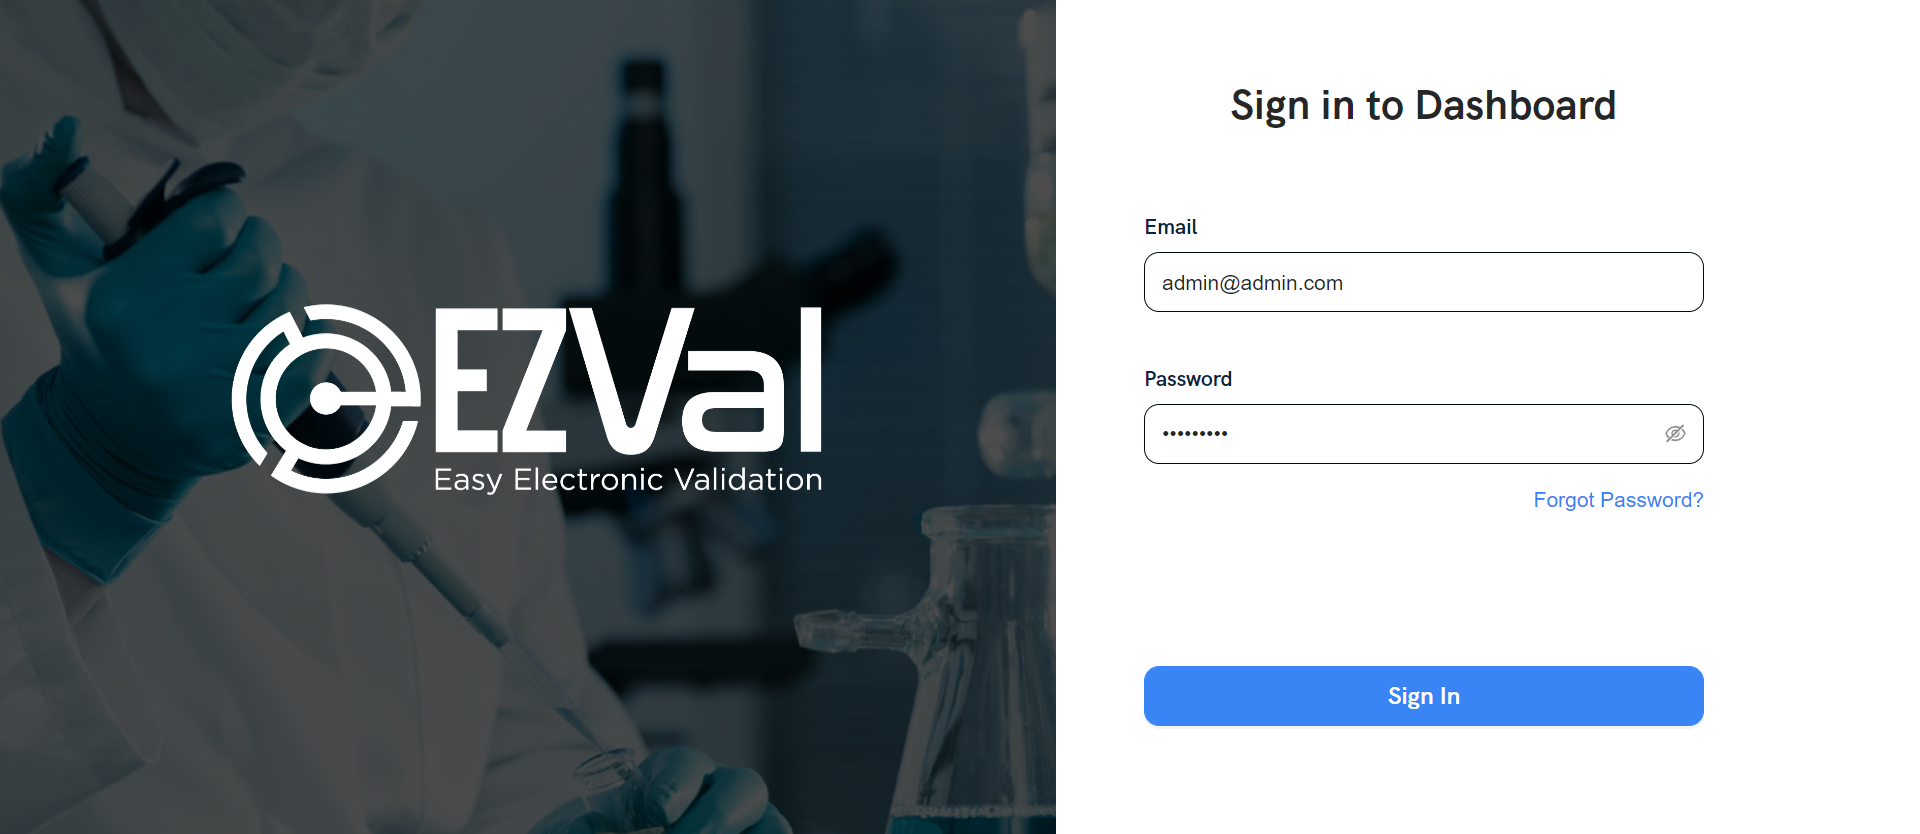 EZVal
Easy Electronic Validation
Sign in to Dashboard
Email
admin@admin.com
Password
•••••••••
Forgot Password?
Sign In